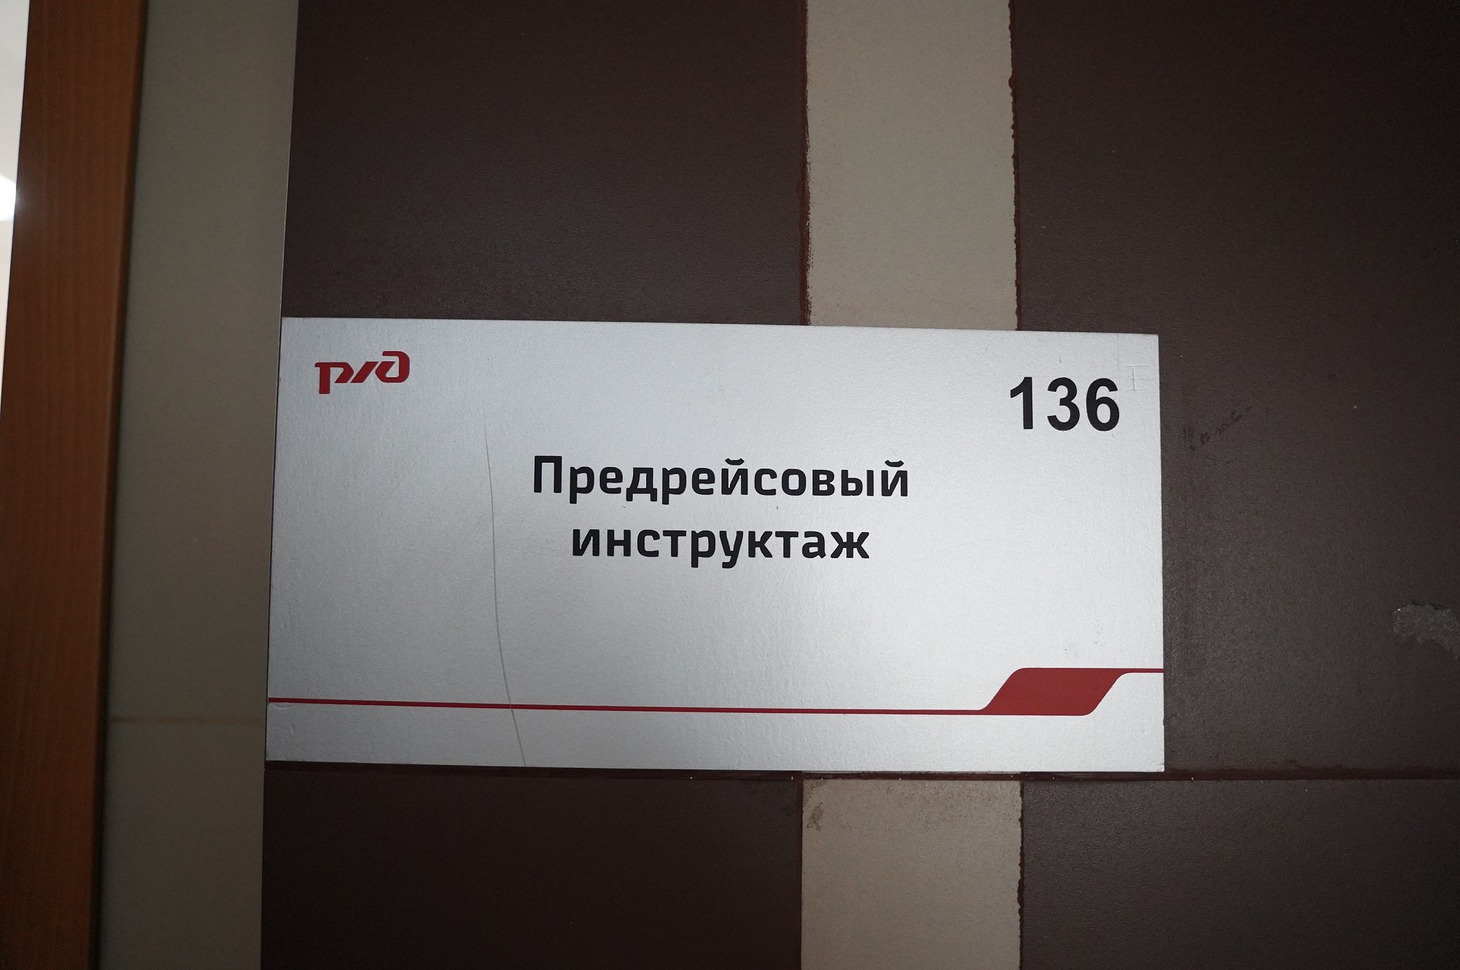 ржд
136
Предрейсовый
инструктаж